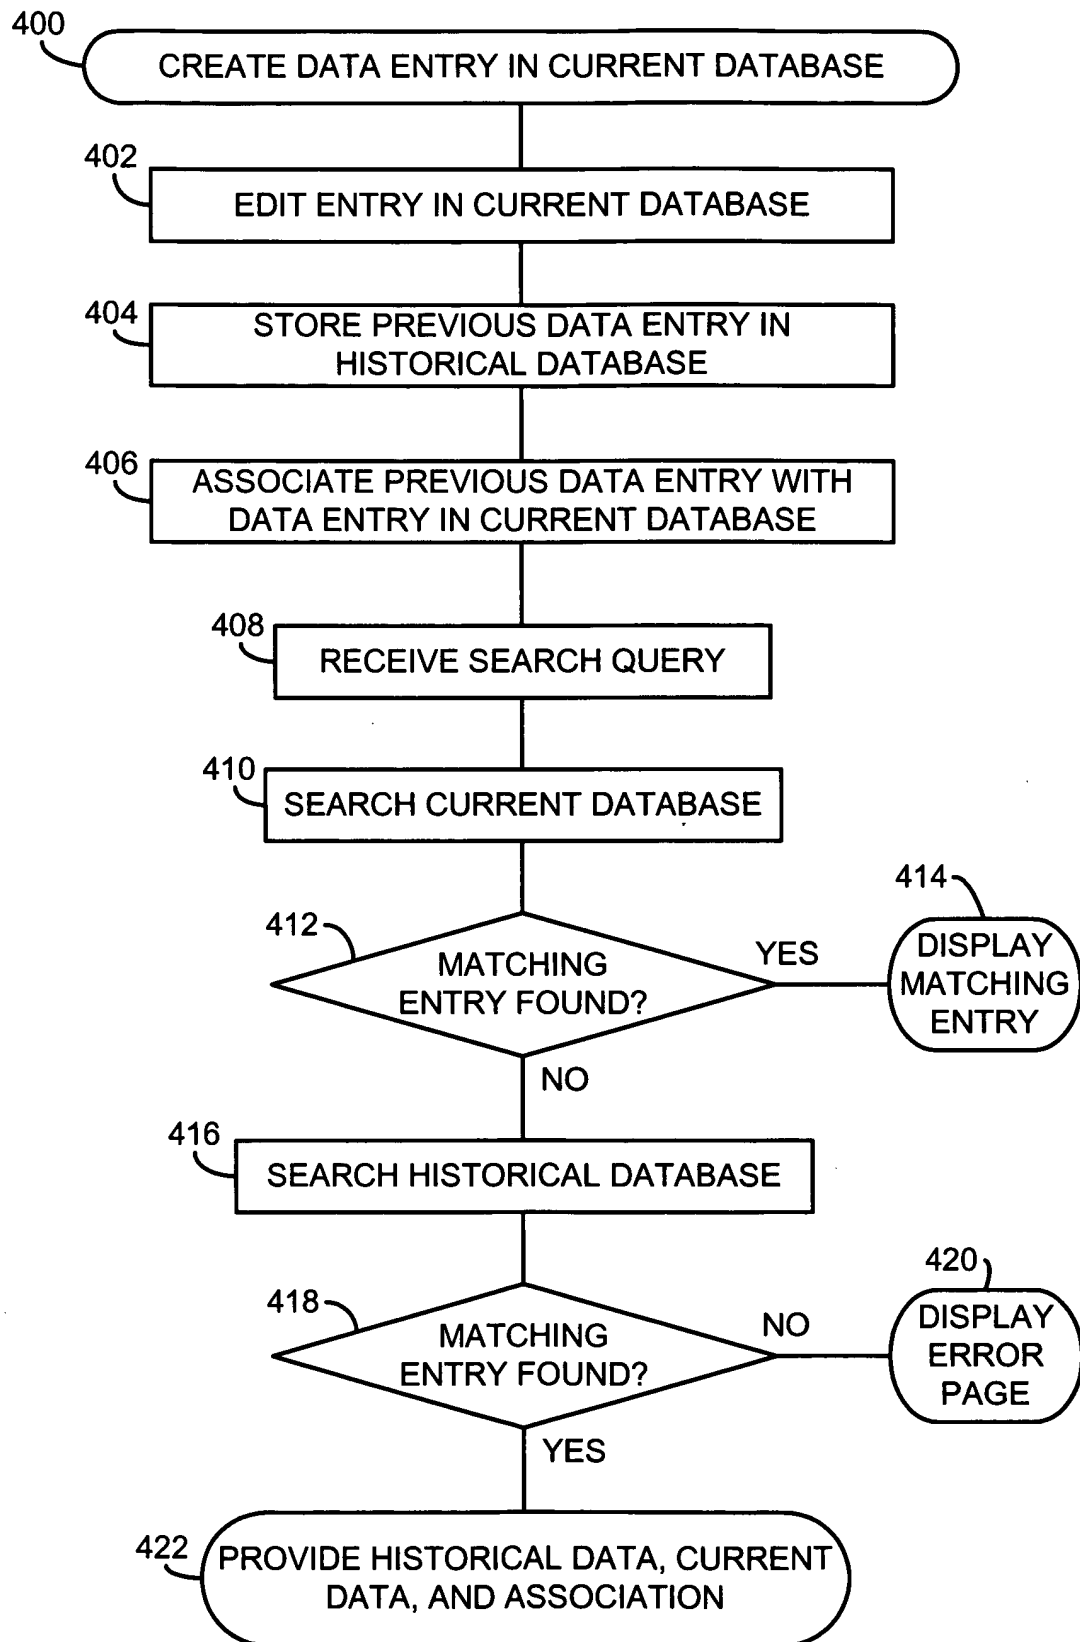 400
CREATE DATA ENTRY IN CURRENT DATABASE
402
EDIT ENTRY IN CURRENT DATABASE
404
STORE PREVIOUS DATA ENTRY IN
HISTORICAL DATABASE
406
ASSOCIATE PREVIOUS DATA ENTRY WITH
DATA ENTRY IN CURRENT DATABASE
408
RECEIVE SEARCH QUERY
410
SEARCH CURRENT DATABASE
412
MATCHING
ENTRY FOUND?
YES
414
DISPLAY
MATCHING
ENTRY
NO
416
SEARCH HISTORICAL DATABASE
418
MATCHING
ENTRY FOUND?
NO
420
DISPLAY
ERROR
PAGE
YES
422
PROVIDE HISTORICAL DATA, CURRENT
DATA, AND ASSOCIATION